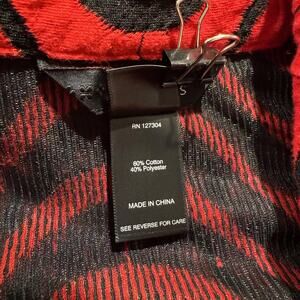 S
RN 127304
60% Cotton
40% Polyester
MADE IN CHINA
SEE REVERSE FOR CARE